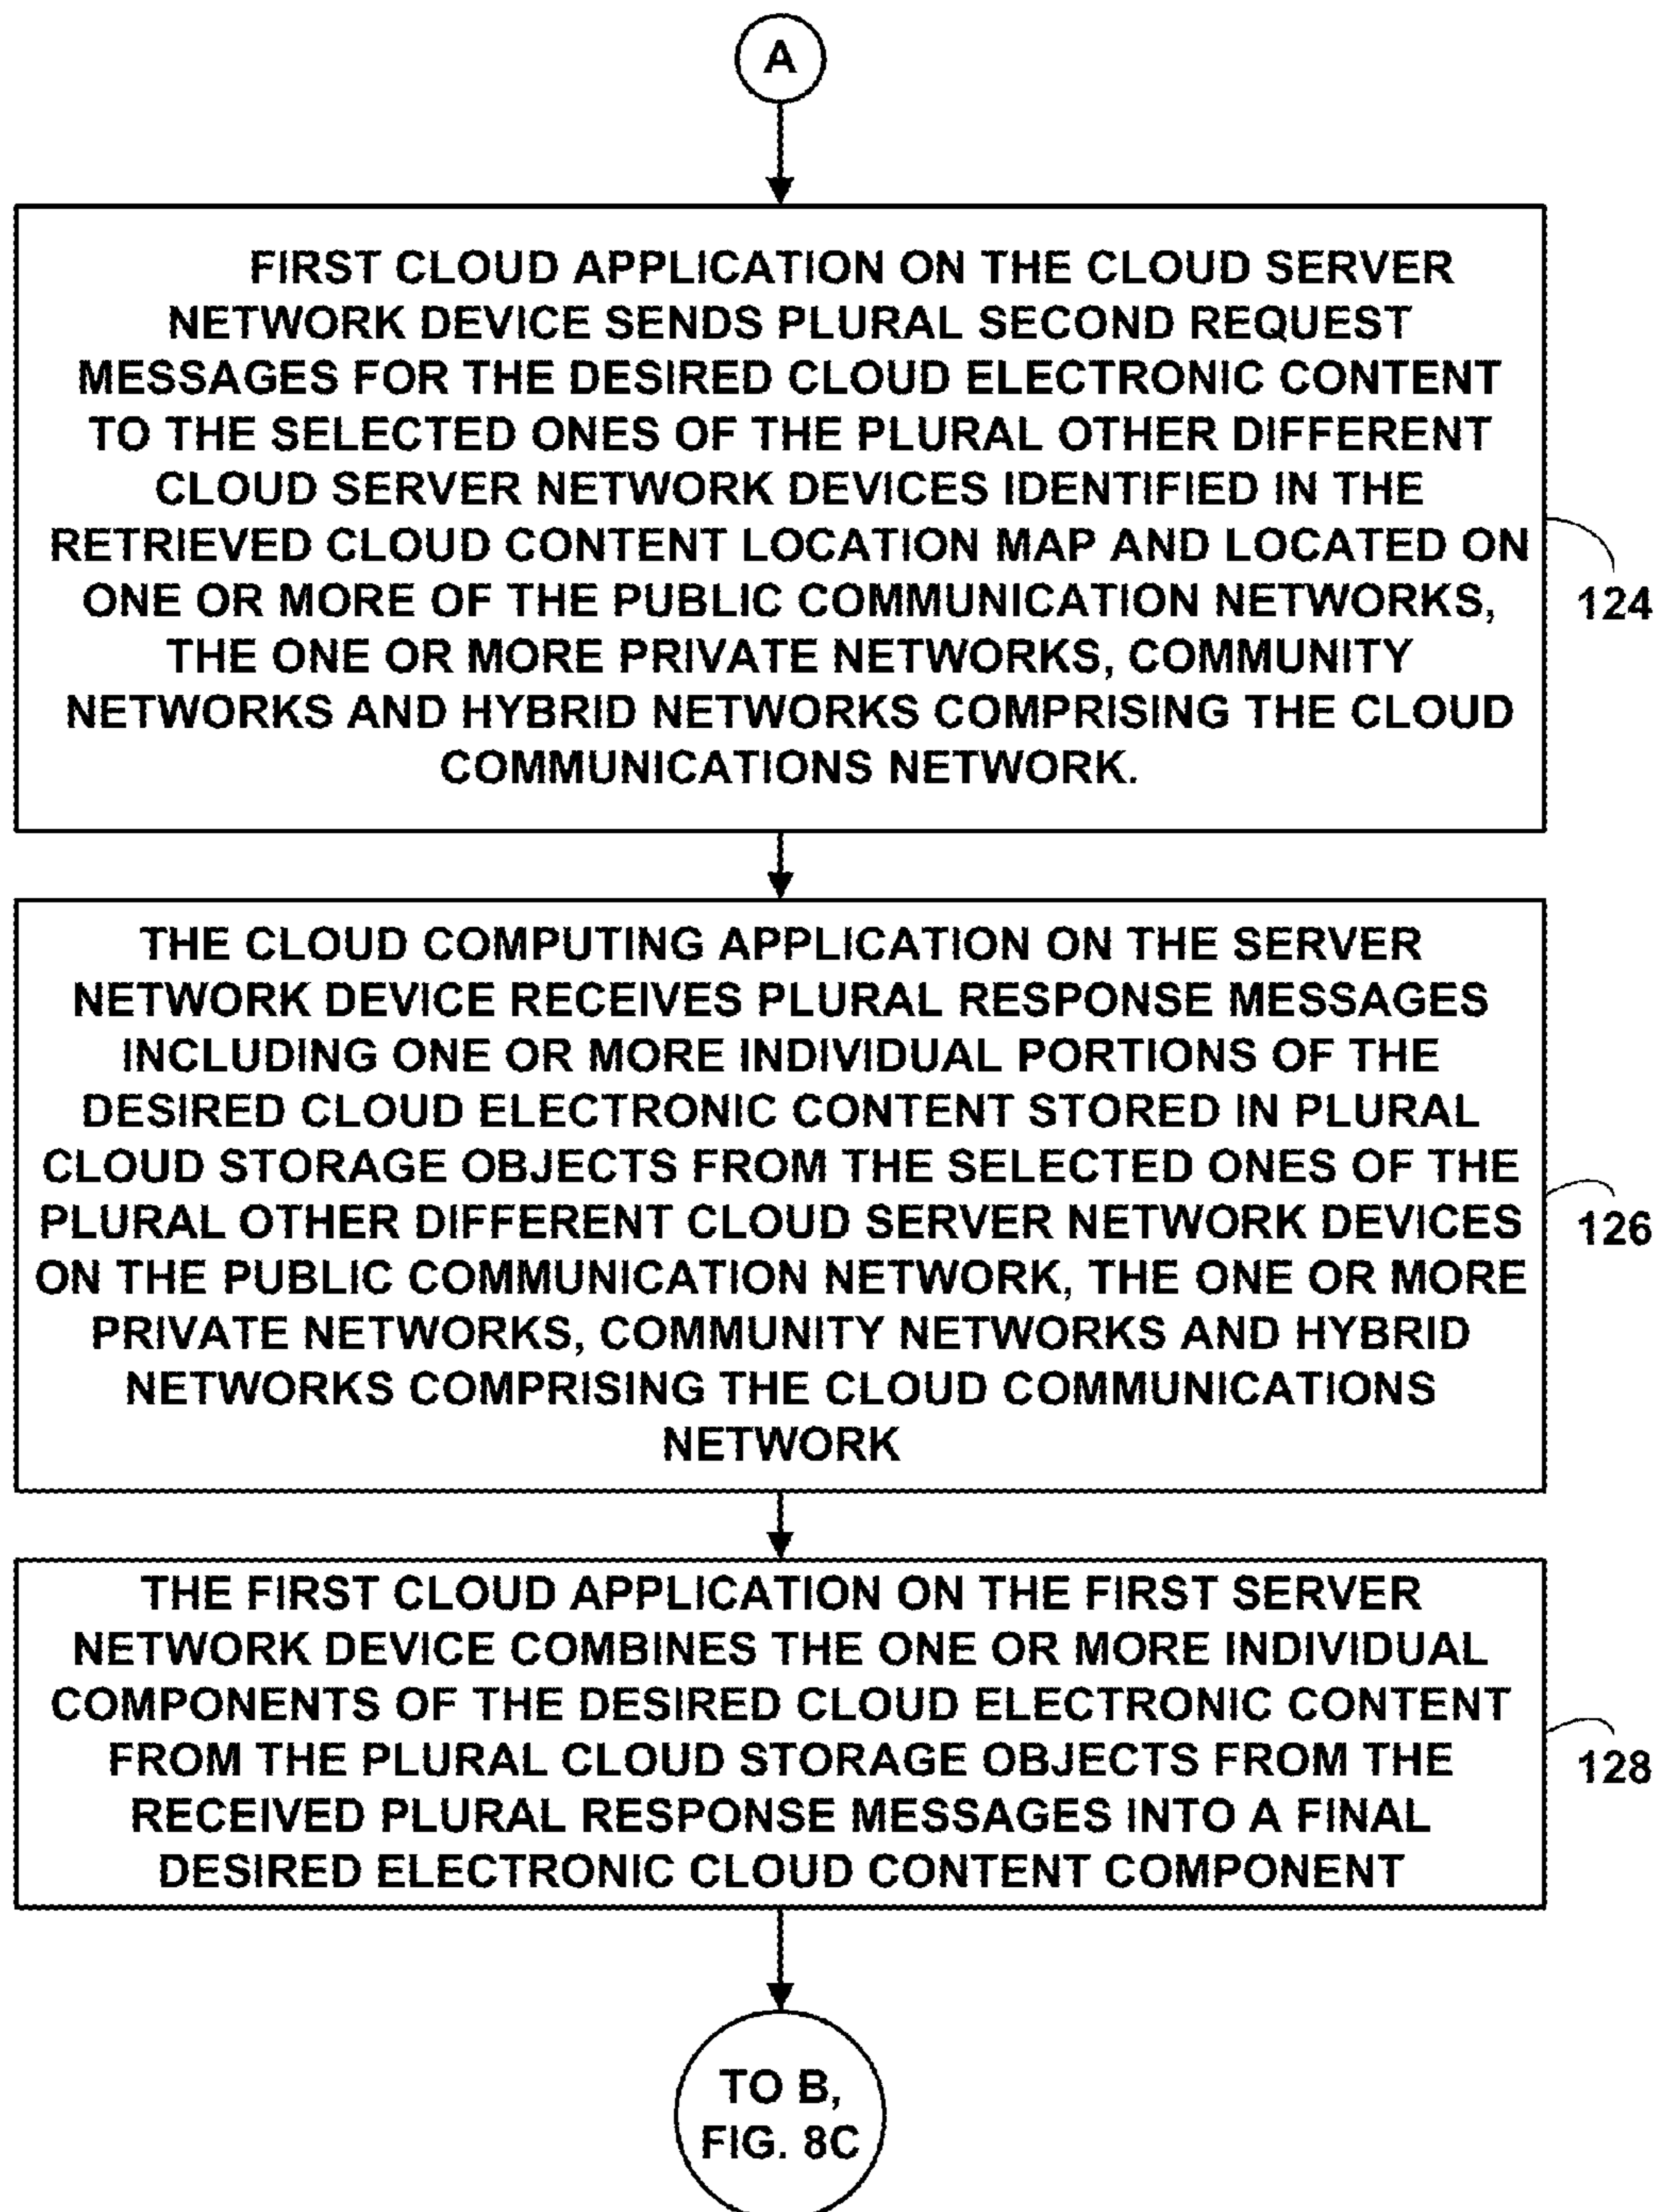 A
FIRST CLOUD APPLICATION ON THE CLOUD SERVER
NETWORK DEVICE SENDS PLURAL SECOND REQUEST
MESSAGES FOR THE DESIRED CLOUD ELECTRONIC CONTENT
TO THE SELECTED ONES OF THE PLURAL OTHER DIFFERENT
CLOUD SERVER NETWORK DEVICES IDENTIFIED IN THE
RETRIEVED CLOUD CONTENT LOCATION MAP AND LOCATED ON
ONE OR MORE OF THE PUBLIC COMMUNICATION NETWORKS,
THE ONE OR MORE PRIVATE NETWORKS, COMMUNITY
NETWORKS AND HYBRID NETWORKS COMPRISING THE CLOUD
COMMUNICATIONS NETWORK.
124
THE CLOUD COMPUTING APPLICATION ON THE SERVER
NETWORK DEVICE RECEIVES PLURAL RESPONSE MESSAGES
INCLUDING ONE OR MORE INDIVIDUAL PORTIONS OF THE
DESIRED CLOUD ELECTRONIC CONTENT STORED IN PLURAL
CLOUD STORAGE OBJECTS FROM THE SELECTED ONES OF THE
PLURAL OTHER DIFFERENT CLOUD SERVER NETWORK DEVICES
ON THE PUBLIC COMMUNICATION NETWORK, THE ONE OR MORE
PRIVATE NETWORKS, COMMUNITY NETWORKS AND HYBRID
NETWORKS COMPRISING THE CLOUD COMMUNICATIONS
NETWORK
126
THE FIRST CLOUD APPLICATION ON THE FIRST SERVER
NETWORK DEVICE COMBINES THE ONE OR MORE INDIVIDUAL
COMPONENTS OF THE DESIRED CLOUD ELECTRONIC CONTENT
FROM THE PLURAL CLOUD STORAGE OBJECTS FROM THE
RECEIVED PLURAL RESPONSE MESSAGES INTO A FINAL
DESIRED ELECTRONIC CLOUD CONTENT COMPONENT
128
TO B,
FIG. 8C